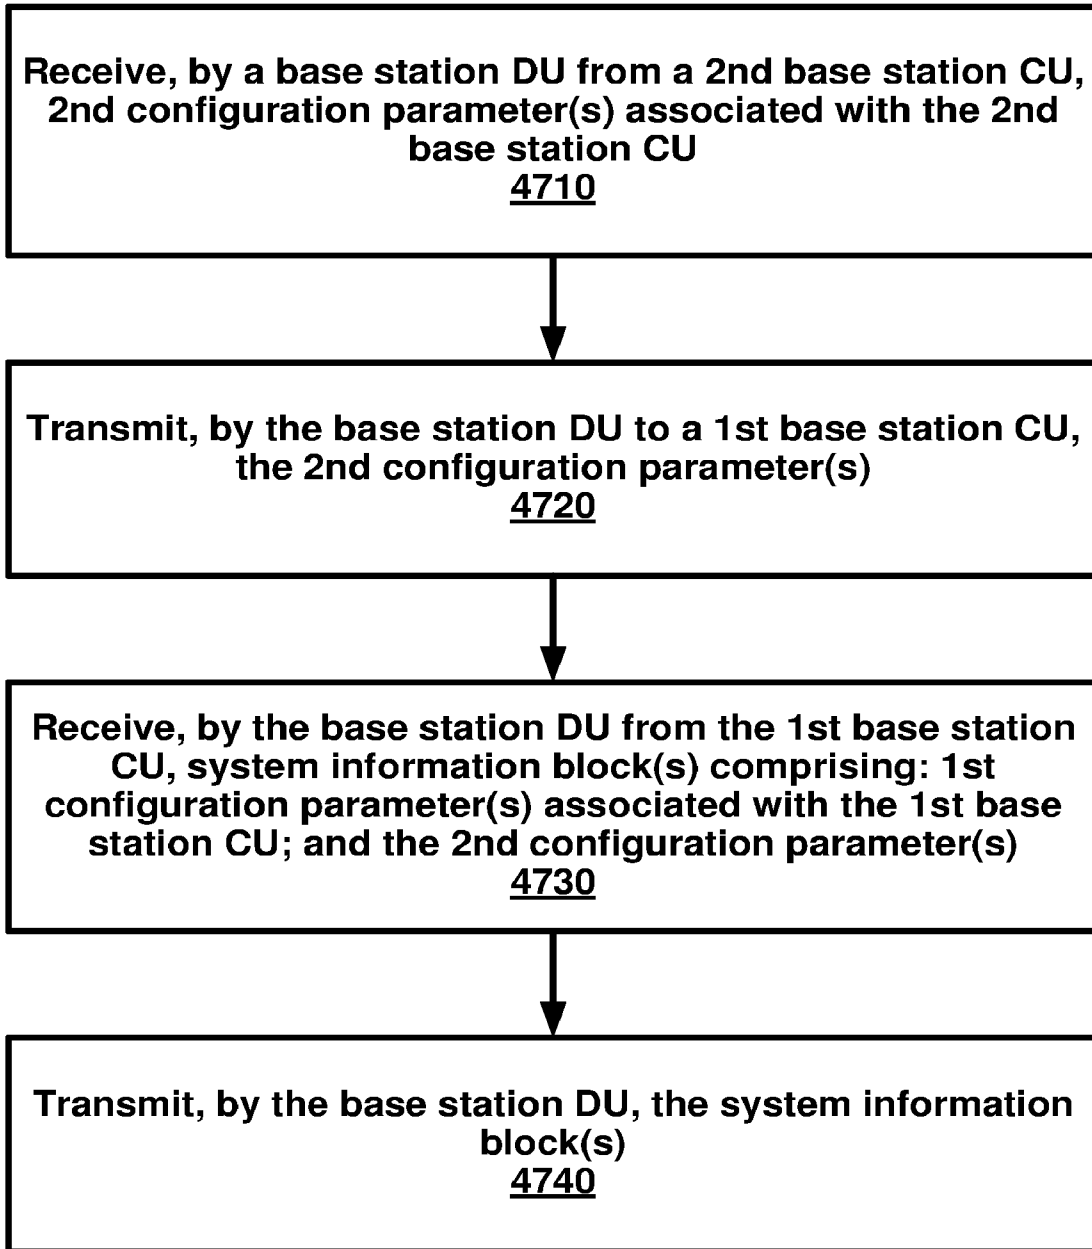 Receive, by a base station DU from a 2nd base station CU,
2nd configuration parameter(s) associated with the 2nd
base station CU
4710
Transmit, by the base station DU to a 1st base station CU,
the 2nd configuration parameter(s)
4720
Receive, by the base station DU from the 1st base station
CU, system information block(s) comprising: 1st
configuration parameter(s) associated with the 1st base
station CU; and the 2nd configuration parameter(s)
4730
Transmit, by the base station DU, the system information
block(s)
4740